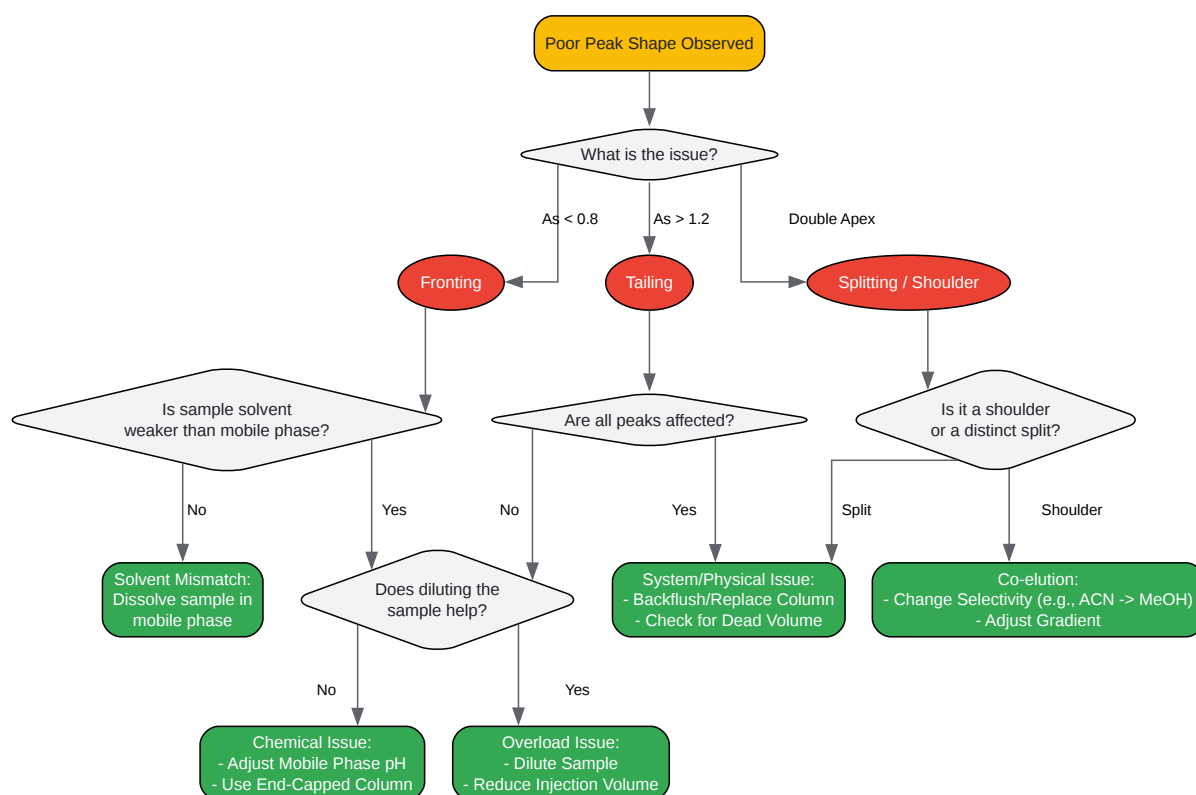 Poor Peak Shape Observed
What is the issue?
As < 0.8
As > 1.2
Double Apex
Fronting
Tailing
Splitting / Shoulder
Is sample solvent
weaker than mobile phase?
Are all peaks affected?
Is it a shoulder
or a distinct split?
No
Yes
No
Yes
Split
Shoulder
Solvent Mismatch:
Dissolve sample in
mobile phase
Does diluting the
sample help?
System/Physical Issue:
- Backflush/Replace Column
- Check for Dead Volume
Co-elution:
- Change Selectivity (e.g., ACN -> MeOH)
- Adjust Gradient
No
Yes
Chemical Issue:
- Adjust Mobile Phase pH
- Use End-Capped Column
Overload Issue:
- Dilute Sample
- Reduce Injection Volume